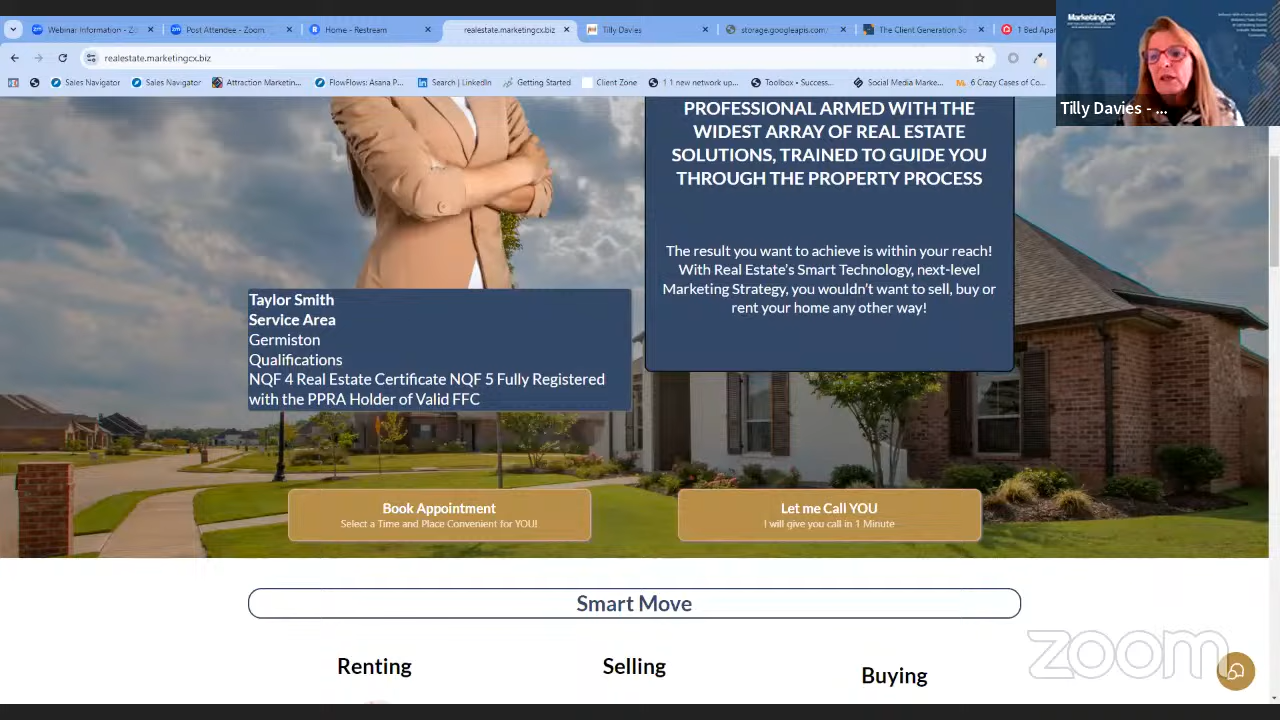 Webinar Information - Z
Post Attendee - Zoom
Home - Restream
realestate.marketingcx.biz
Tilly Davies
storage.googleapis.com
The Client Generation Sc
1 Bed Apar
realestate.marketingcx.biz
Sales Navigator
Sales Navigator
Attraction Marketin...
FlowFlows: Asana P...
Search | LinkedIn
Getting Started
Client Zone
1 1 new network up...
Toolbox • Success...
Social Media Marke...
6 Crazy Cases of Co...
MarketingCX
Tilly Davies - ...
PROFESSIONAL ARMED WITH THE
WIDEST ARRAY OF REAL ESTATE
SOLUTIONS, TRAINED TO GUIDE YOU
THROUGH THE PROPERTY PROCESS
The result you want to achieve is within your reach!
With Real Estate's Smart Technology, next-level
Marketing Strategy, you wouldn't want to sell, buy or
rent your home any other way!
Taylor Smith
Service Area
Germiston
Qualifications
NQF 4 Real Estate Certificate NQF 5 Fully Registered
with the PPRA Holder of Valid FFC
Book Appointment
Select a Time and Place Convenient for YOU!
Let me Call YOU
I will give you call in 1 Minute
Smart Move
Renting
Selling
Buying
zoom